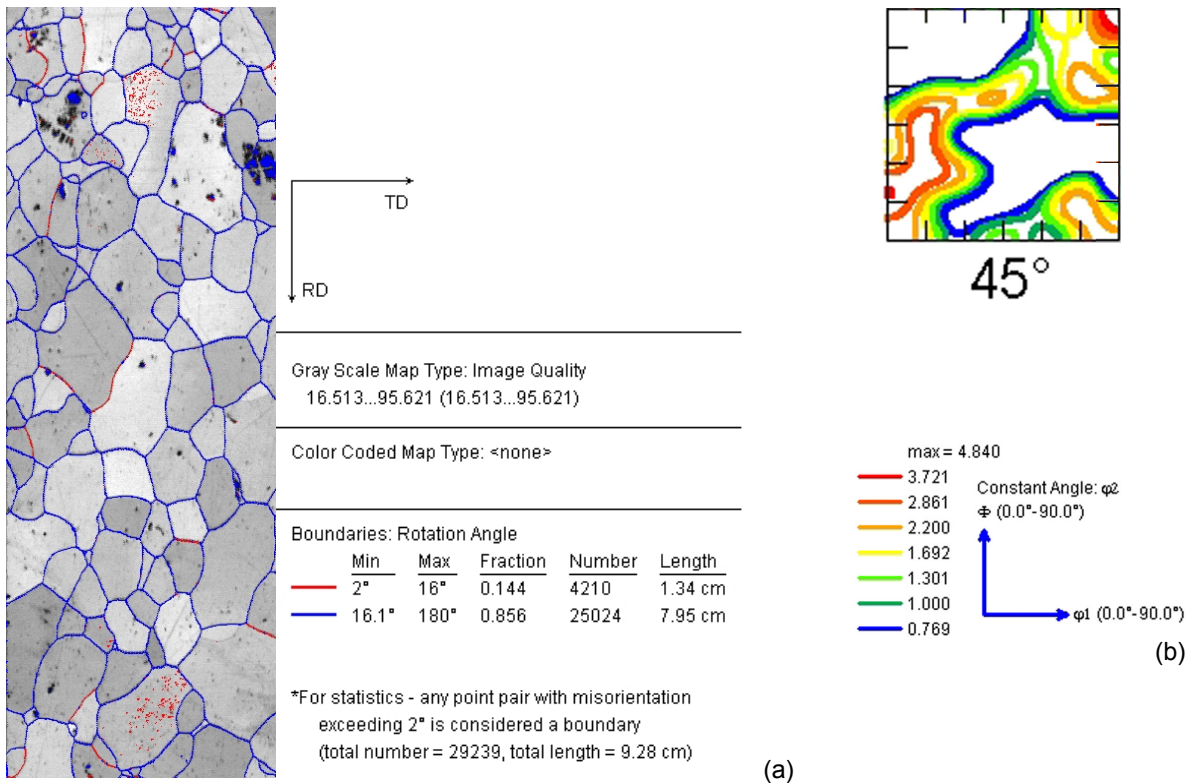 TD
RD
Gray Scale Map Type: Image Quality
16.513...95.621 (16.513...95.621)
Color Coded Map Type: <none>
Boundaries: Rotation Angle
Min Max Fraction Number Length
2° 16° 0.144 4210 1.34 cm
16.1° 180° 0.856 25024 7.95 cm
*For statistics - any point pair with misorientation
exceeding 2° is considered a boundary
(total number = 29239, total length = 9.28 cm)
(a)
45°
max = 4.840
3.721
2.861
2.200
1.692
1.301
1.000
0.769
Constant Angle: φ2
Φ (0.0°-90.0°)
φ1 (0.0°-90.0°)
(b)